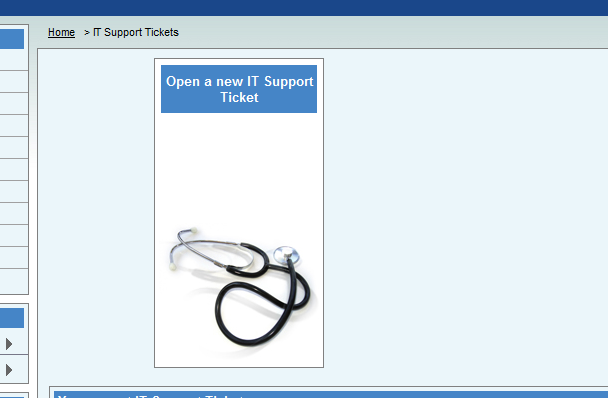 Home > IT Support Tickets
Open a new IT Support
Ticket